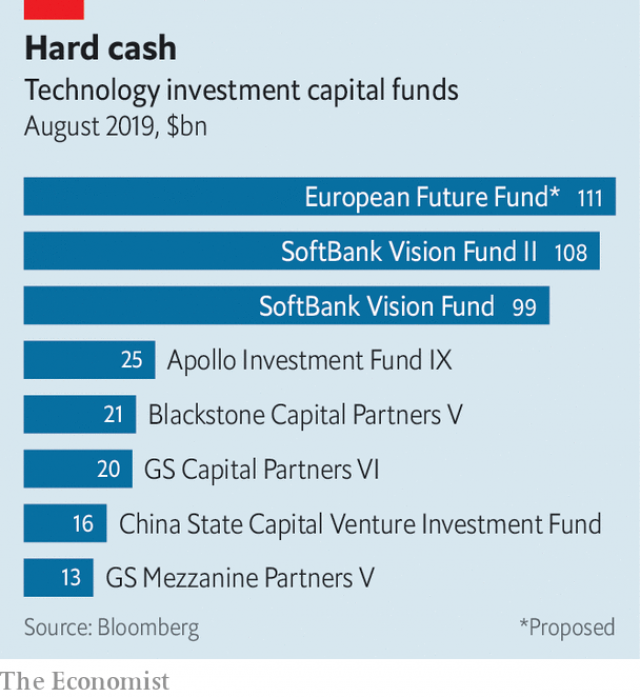 Hard cash
Technology investment capital funds
August 2019, $bn
European Future Fund* 111
SoftBank Vision Fund II 108
SoftBank Vision Fund 99
25 Apollo Investment Fund IX
21 Blackstone Capital Partners V
20 GS Capital Partners VI
16 China State Capital Venture Investment Fund
13 GS Mezzanine Partners V
Source: Bloomberg *Proposed
The Economist